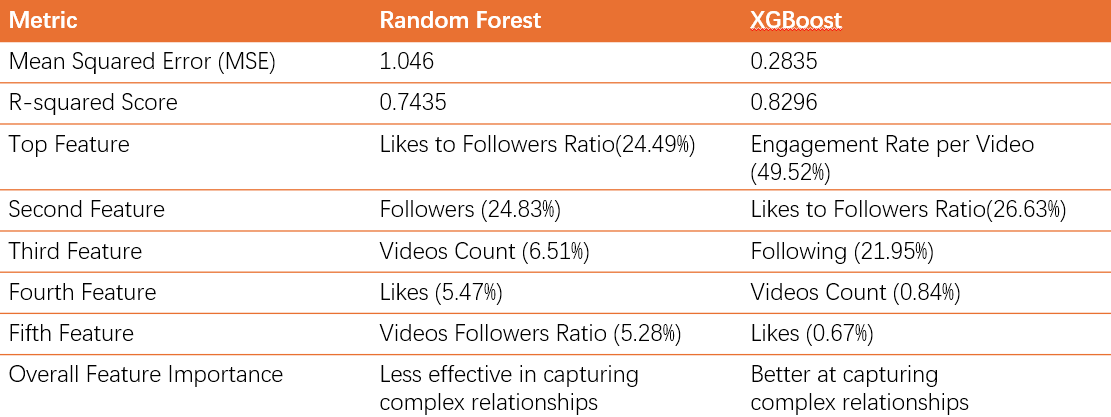 Metric Random Forest XGBoost
Mean Squared Error (MSE) 1.046 0.2835
R-squared Score 0.7435 0.8296
Top Feature Likes to Followers Ratio(24.49%) Engagement Rate per Video
(49.52%)
Second Feature Followers (24.83%) Likes to Followers Ratio(26.63%)
Third Feature Videos Count (6.51%) Following (21.95%)
Fourth Feature Likes (5.47%) Videos Count (0.84%)
Fifth Feature Videos Followers Ratio (5.28%) Likes (0.67%)
Overall Feature Importance Less effective in capturing Better at capturing
complex relationships complex relationships